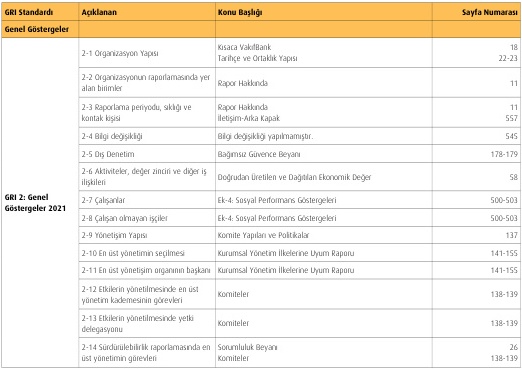 GRI Standardı Açıklanan Konu Başlığı Sayfa Numarası
Genel Göstergeler
GRI 2: Genel Göstergeler 2021
2-1 Organizasyon Yapısı
Kısaca VakıfBank 18
Tarihçe ve Ortaklık Yapısı 22-23
2-2 Organizasyonun raporlamasında yer
alan birimler
Rapor Hakkında 11
2-3 Raporlama periyodu, sıklığı ve
kontak kişisi
Rapor Hakkında 11
İletişim-Arka Kapak 557
2-4 Bilgi değişikliği Bilgi değişikliği yapılmamıştır. 545
2-5 Dış Denetim Bağımsız Güvence Beyanı 178-179
2-6 Aktiviteler, değer zinciri ve diğer iş
ilişkileri
Doğrudan Üretilen ve Dağıtılan Ekonomik Değer 58
2-7 Çalışanlar Ek-4: Sosyal Performans Göstergeleri 500-503
2-8 Çalışan olmayan işçiler Ek-4: Sosyal Performans Göstergeleri 500-503
2-9 Yönetişim Yapısı Komite Yapıları ve Politikalar 137
2-10 En üst yönetimin seçilmesi Kurumsal Yönetim İlkelerine Uyum Raporu 141-155
2-11 En üst yönetişim organının başkanı Kurumsal Yönetim İlkelerine Uyum Raporu 141-155
2-12 Etkilerin yönetilmesinde en üst
yönetim kademesinin görevleri
Komiteler 138-139
2-13 Etkilerin yönetilmesinde yetki
delegasyonu
Komiteler 138-139
2-14 Sürdürülebilirlik raporlamasında en
üst yönetimin görevleri
Sorumluluk Beyanı 26
Komiteler 138-139